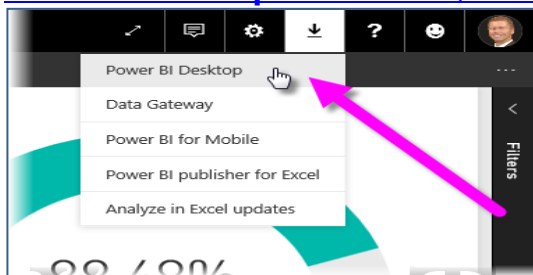 ?
Power BI Desktop
...
Data Gateway
Power BI for Mobile
Power BI publisher for Excel
Analyze in Excel updates
<
Filters